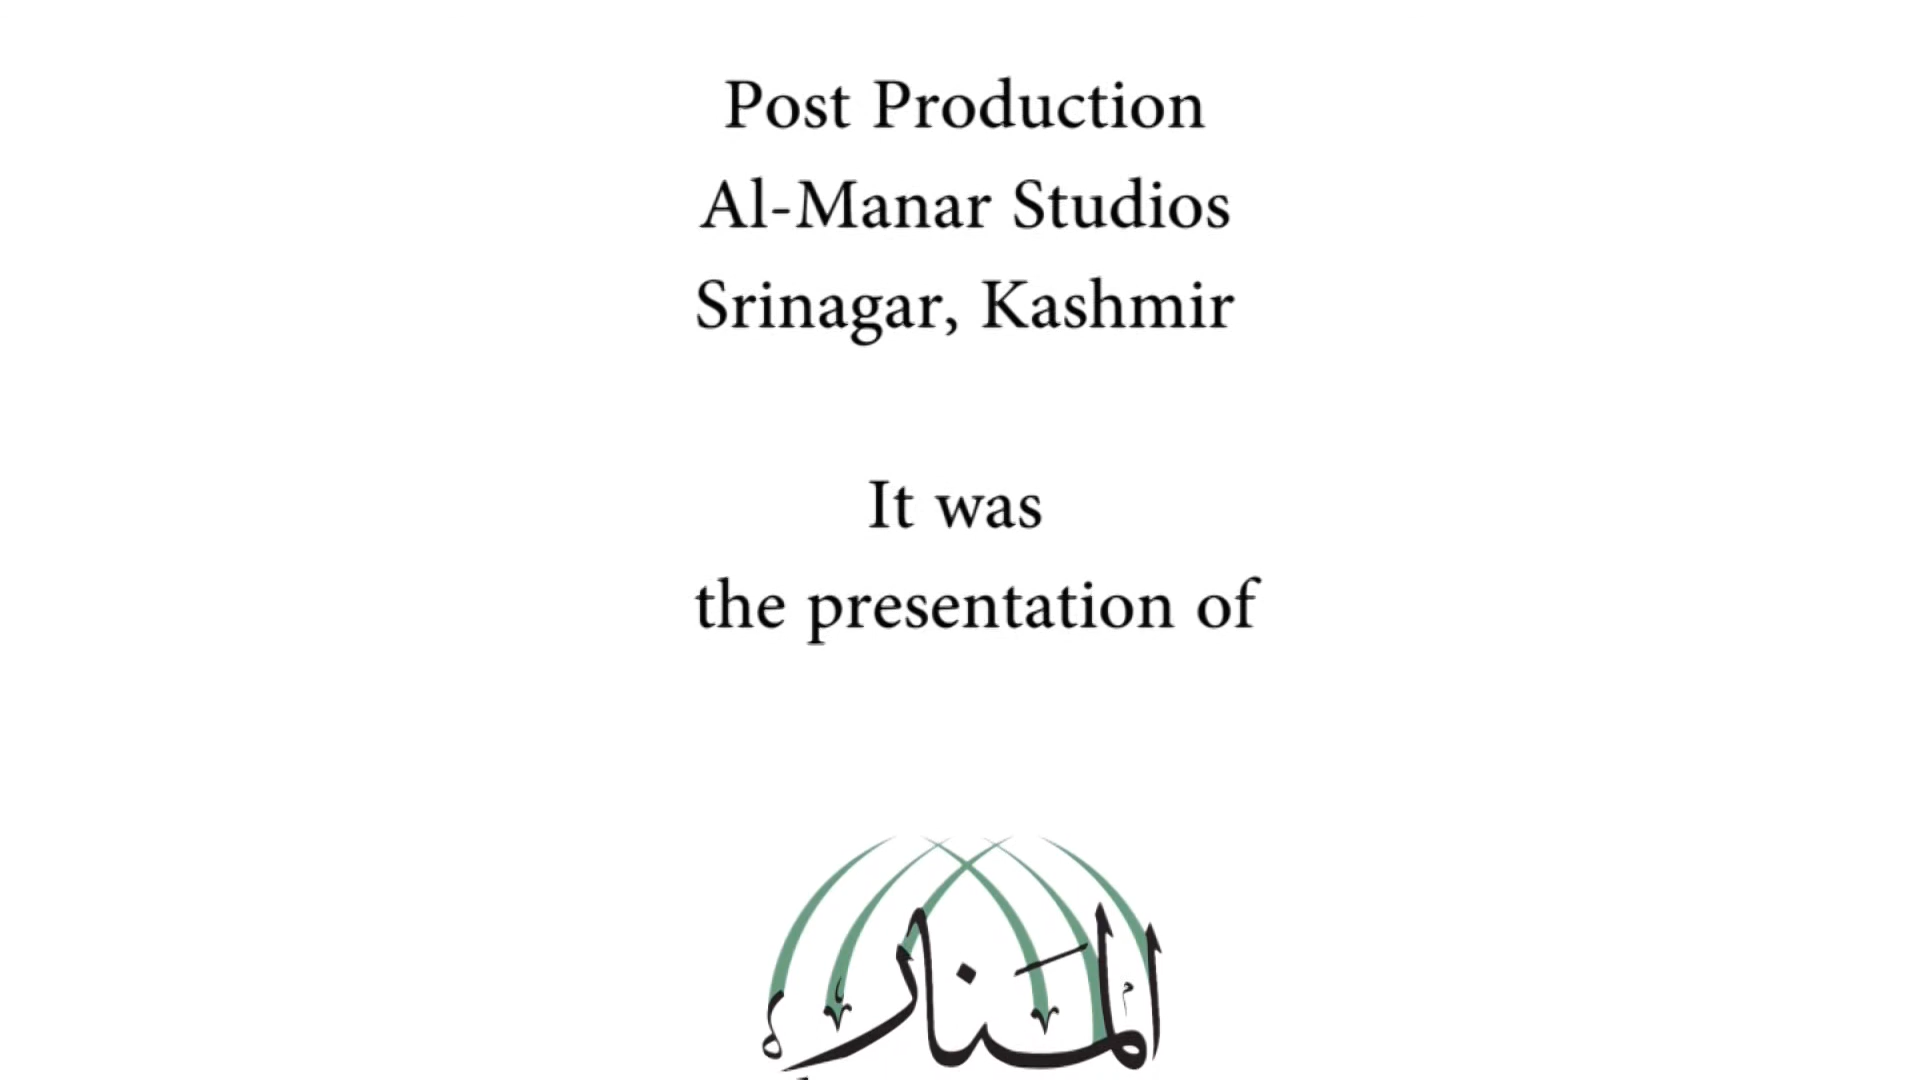 Post Production
Al-Manar Studios
Srinagar, Kashmir
It was
the presentation of
المنار